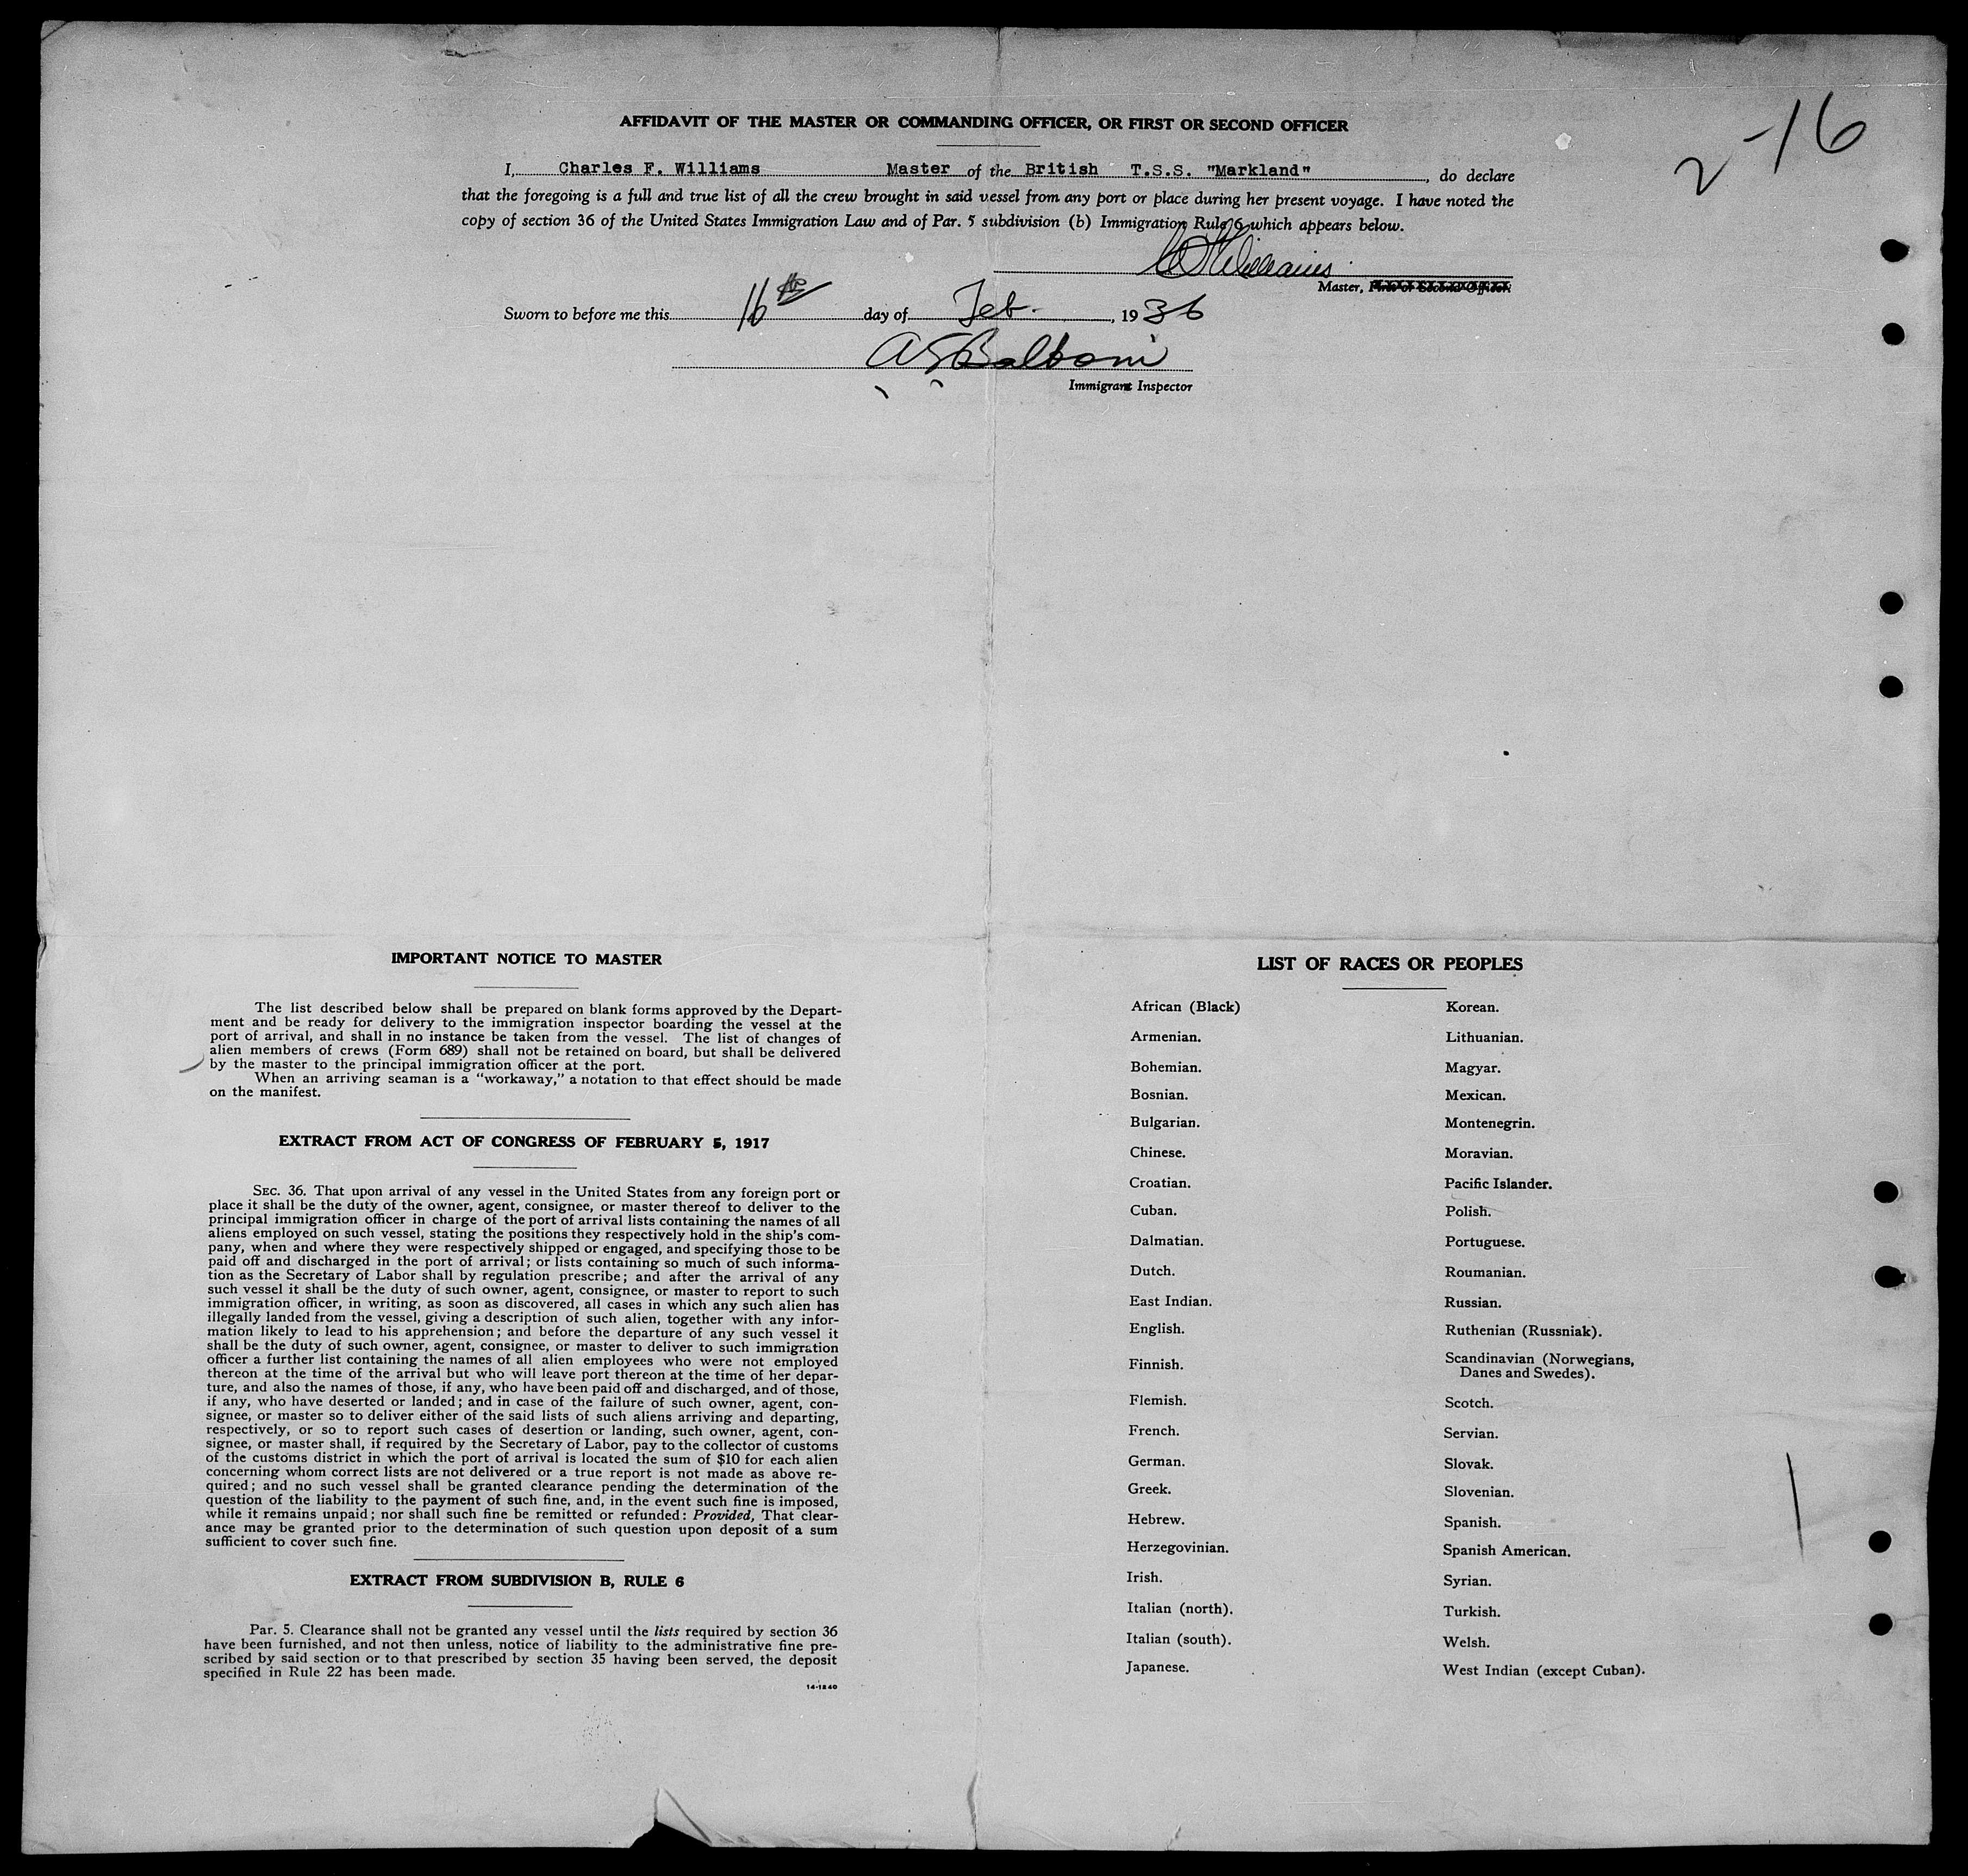 2-16
AFFIDAVIT OF THE MASTER OR COMMANDING OFFICER, OR FIRST OR SECOND OFFICER
I, Charles F. Williams Master of the British T.S.S. "Markland" , do declare
that the foregoing is a full and true list of all the crew brought in said vessel from any port or place during her present voyage. I have noted the
copy of section 36 of the United States Immigration Law and of Par. 5 subdivision (b) Immigration Rule 6 which appears below.
C F Williams
Master, First or Second Officer.
Sworn to before me this 16th day of Feb. , 1936
A S Balboni
Immigrant Inspector
IMPORTANT NOTICE TO MASTER
The list described below shall be prepared on blank forms approved by the Depart-
ment and be ready for delivery to the immigration inspector boarding the vessel at the
port of arrival, and shall in no instance be taken from the vessel. The list of changes of
alien members of crews (Form 689) shall not be retained on board, but shall be delivered
by the master to the principal immigration officer at the port.
When an arriving seaman is a "workaway," a notation to that effect should be made
on the manifest.
EXTRACT FROM ACT OF CONGRESS OF FEBRUARY 5, 1917
SEC. 36. That upon arrival of any vessel in the United States from any foreign port or
place it shall be the duty of the owner, agent, consignee, or master thereof to deliver to the
principal immigration officer in charge of the port of arrival lists containing the names of all
aliens employed on such vessel, stating the positions they respectively hold in the ship's com-
pany, when and where they were respectively shipped or engaged, and specifying those to be
paid off and discharged in the port of arrival; or lists containing so much of such informa-
tion as the Secretary of Labor shall by regulation prescribe; and after the arrival of any
such vessel it shall be the duty of such owner, agent, consignee, or master to report to such
immigration officer, in writing, as soon as discovered, all cases in which any such alien has
illegally landed from the vessel, giving a description of such alien, together with any infor-
mation likely to lead to his apprehension; and before the departure of any such vessel it
shall be the duty of such owner, agent, consignee, or master to deliver to such immigration
officer a further list containing the names of all alien employees who were not employed
thereon at the time of the arrival but who will leave port thereon at the time of her depar-
ture, and also the names of those, if any, who have been paid off and discharged, and of those,
if any, who have deserted or landed; and in case of the failure of such owner, agent, con-
signee, or master so to deliver either of the said lists of such aliens arriving and departing,
respectively, or so to report such cases of desertion or landing, such owner, agent, con-
signee, or master shall, if required by the Secretary of Labor, pay to the collector of customs
of the customs district in which the port of arrival is located the sum of $10 for each alien
concerning whom correct lists are not delivered or a true report is not made as above re-
quired; and no such vessel shall be granted clearance pending the determination of the
question of the liability to the payment of such fine, and, in the event such fine is imposed,
while it remains unpaid; nor shall such fine be remitted or refunded: Provided, That clear-
ance may be granted prior to the determination of such question upon deposit of a sum
sufficient to cover such fine.
EXTRACT FROM SUBDIVISION B, RULE 6
Par. 5. Clearance shall not be granted any vessel until the lists required by section 36
have been furnished, and not then unless, notice of liability to the administrative fine pre-
scribed by said section or to that prescribed by section 35 having been served, the deposit
specified in Rule 22 has been made.
14-1240
LIST OF RACES OR PEOPLES
African (Black)
Armenian.
Bohemian.
Bosnian.
Bulgarian.
Chinese.
Croatian.
Cuban.
Dalmatian.
Dutch.
East Indian.
English.
Finnish.
Flemish.
French.
German.
Greek.
Hebrew.
Herzegovinian.
Irish.
Italian (north).
Italian (south).
Japanese.
Korean.
Lithuanian.
Magyar.
Mexican.
Montenegrin.
Moravian.
Pacific Islander.
Polish.
Portuguese.
Roumanian.
Russian.
Ruthenian (Russniak).
Scandinavian (Norwegians,
Danes and Swedes).
Scotch.
Servian.
Slovak.
Slovenian.
Spanish.
Spanish American.
Syrian.
Turkish.
Welsh.
West Indian (except Cuban).